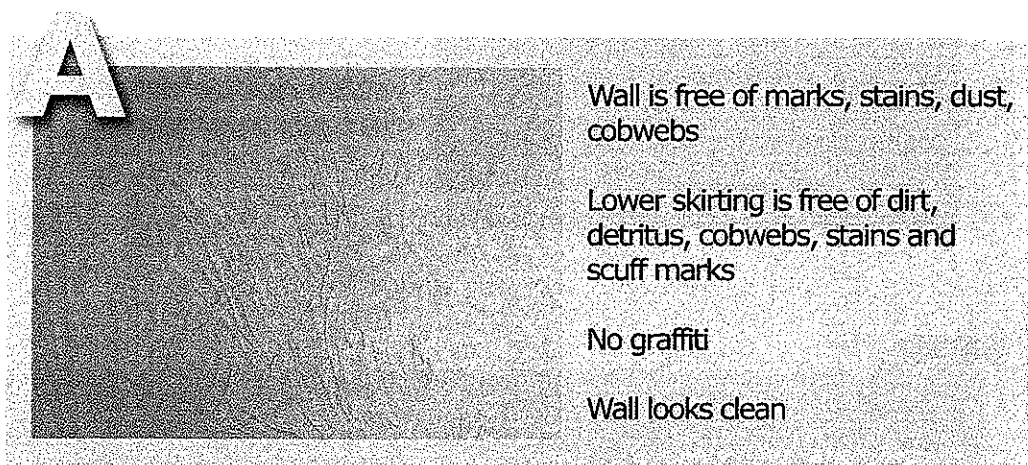 A
Wall is free of marks, stains, dust,
cobwebs
Lower skirting is free of dirt,
detritus, cobwebs, stains and
scuff marks
No graffiti
Wall looks clean